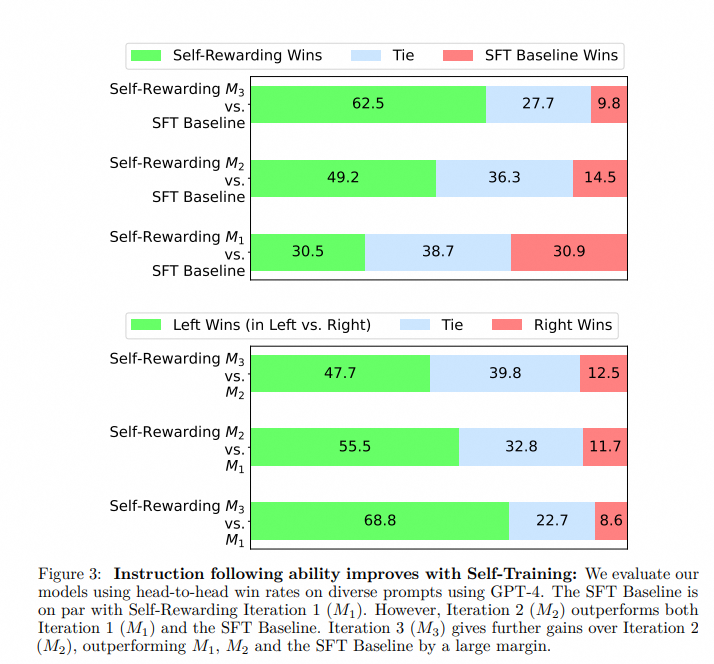 Self-Rewarding Wins Tie SFT Baseline Wins
Self-Rewarding M3
vs.
SFT Baseline
62.5 27.7 9.8
Self-Rewarding M2
vs.
SFT Baseline
49.2 36.3 14.5
Self-Rewarding M1
vs.
SFT Baseline
30.5 38.7 30.9
Left Wins (in Left vs. Right) Tie Right Wins
Self-Rewarding M3
vs.
M2
47.7 39.8 12.5
Self-Rewarding M2
vs.
M1
55.5 32.8 11.7
Self-Rewarding M3
vs.
M1
68.8 22.7 8.6
Figure 3: Instruction following ability improves with Self-Training: We evaluate our
models using head-to-head win rates on diverse prompts using GPT-4. The SFT Baseline is
on par with Self-Rewarding Iteration 1 (M1). However, Iteration 2 (M2) outperforms both
Iteration 1 (M1) and the SFT Baseline. Iteration 3 (M3) gives further gains over Iteration 2
(M2), outperforming M1, M2 and the SFT Baseline by a large margin.